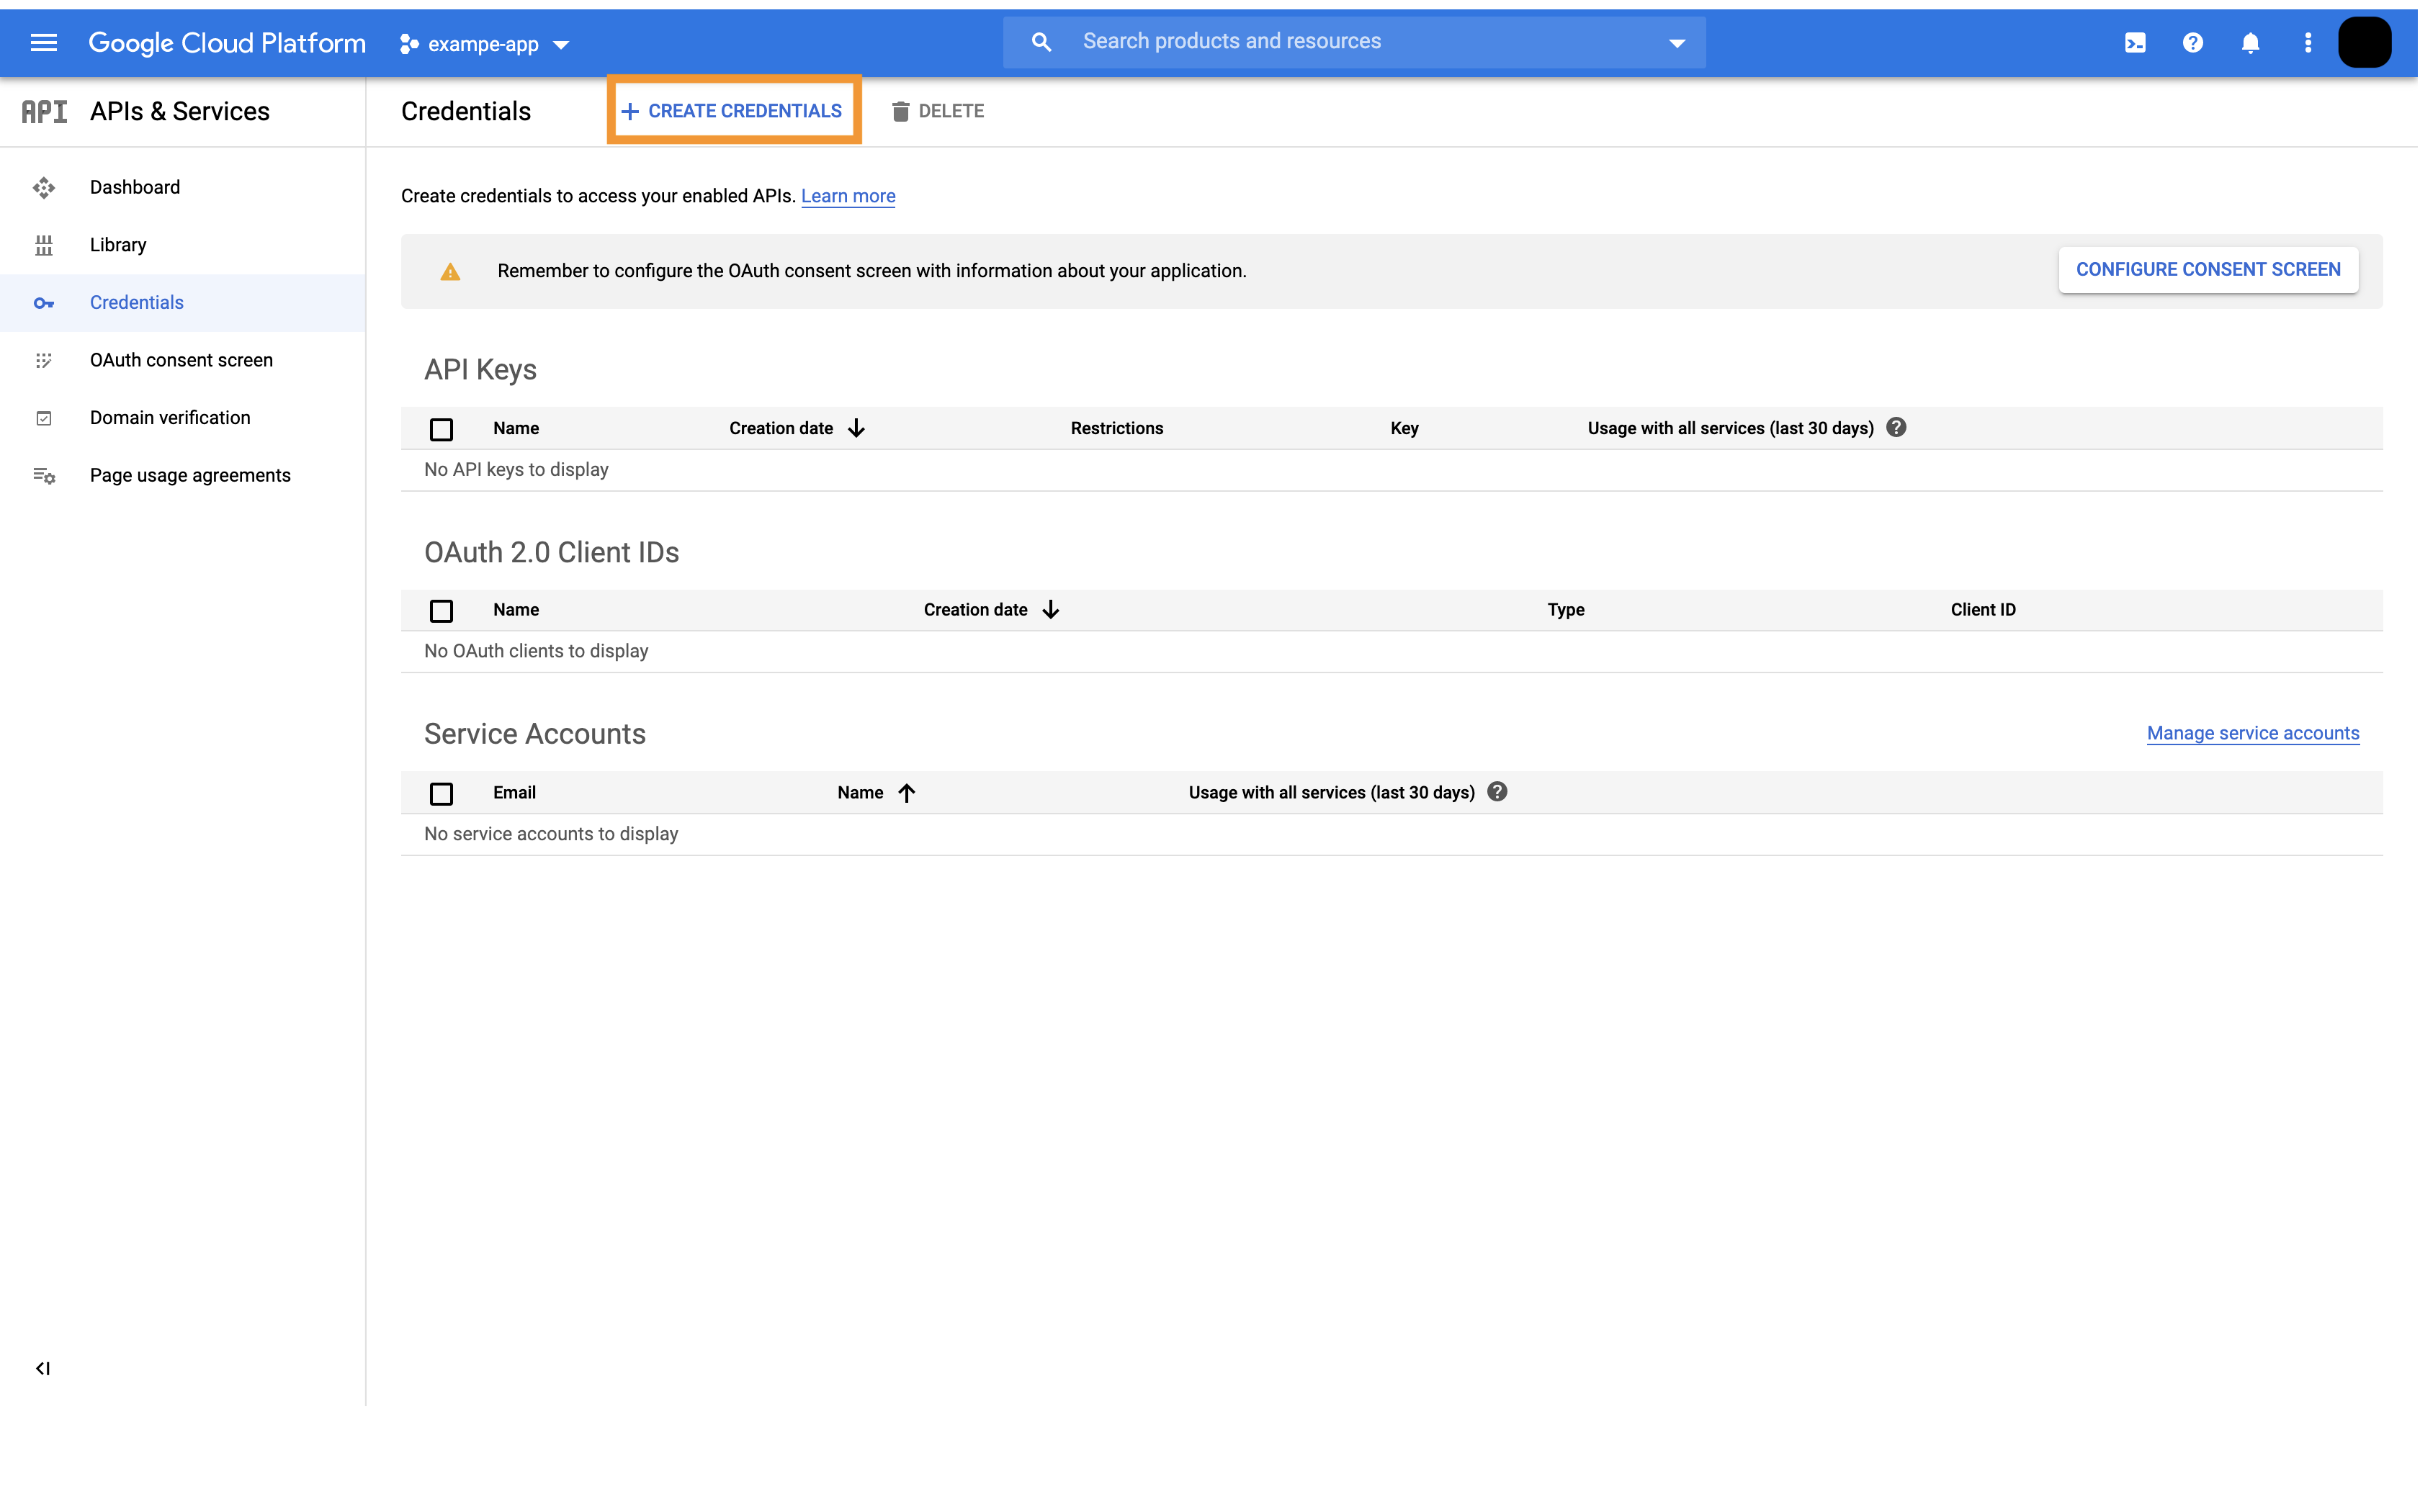 Google Cloud Platform
exampe-app
Search products and resources
API APIs & Services
Credentials
CREATE CREDENTIALS
DELETE
Dashboard
Library
Credentials
OAuth consent screen
Domain verification
Page usage agreements
Create credentials to access your enabled APIs. Learn more
Remember to configure the OAuth consent screen with information about your application.
CONFIGURE CONSENT SCREEN
API Keys
Name Creation date Restrictions Key Usage with all services (last 30 days)
No API keys to display
OAuth 2.0 Client IDs
Name Creation date Type Client ID
No OAuth clients to display
Service Accounts
Manage service accounts
Email Name Usage with all services (last 30 days)
No service accounts to display